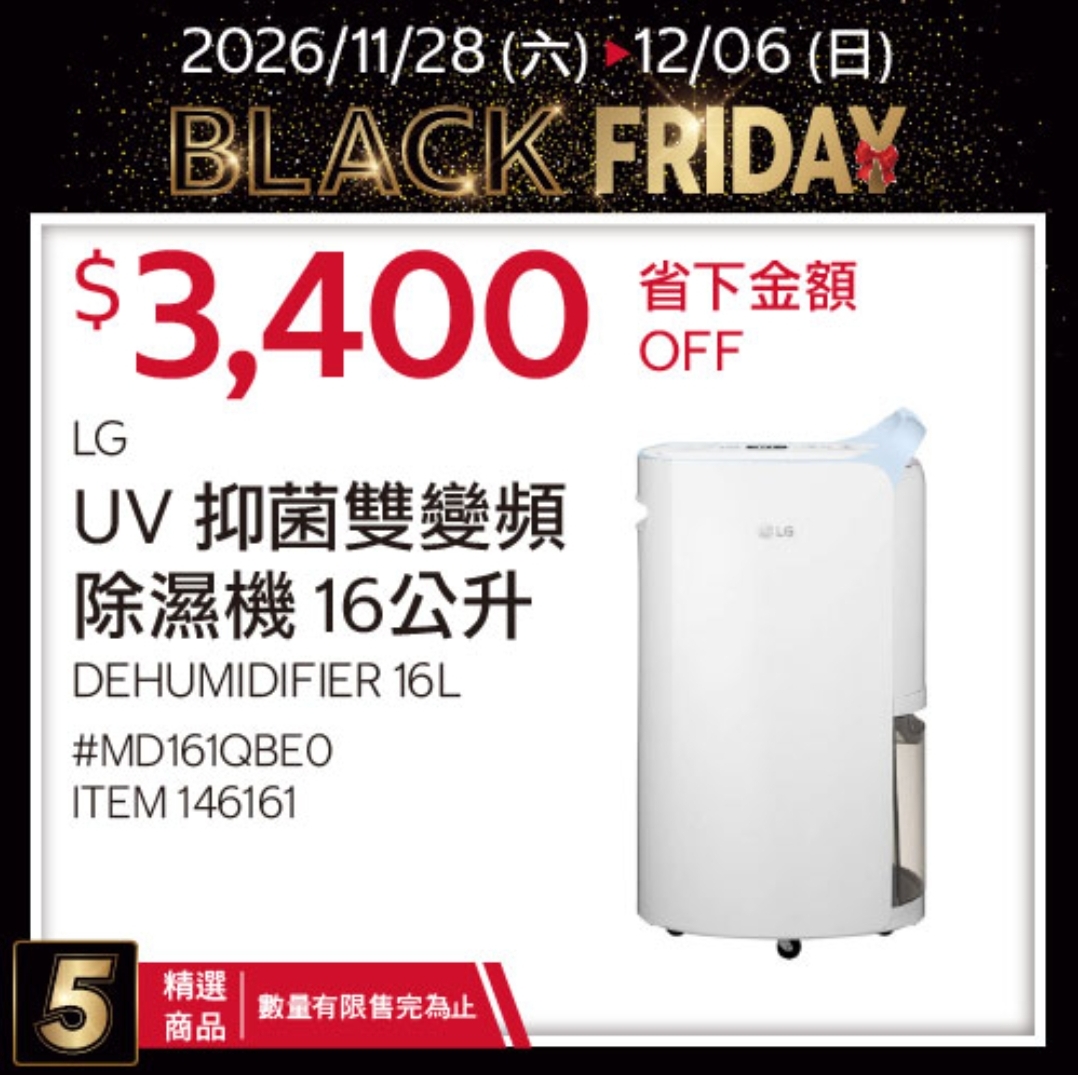 2026/11/28 (六) ▶ 12/06 (日)
BLACK FRIDAY
$3,400 省下金額
OFF
LG
UV 抑菌雙變頻
除濕機 16公升
DEHUMIDIFIER 16L
#MD161QBE0
ITEM 146161
LG
5
精選
商品
數量有限售完為止